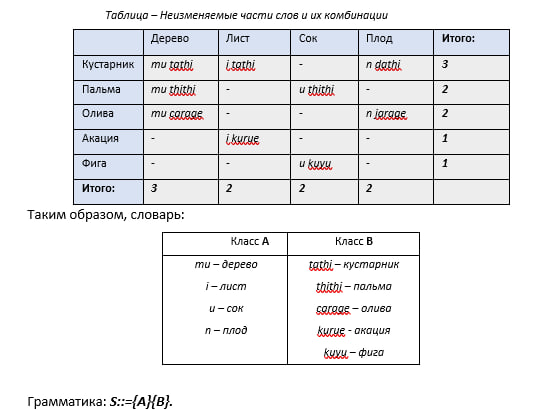 Таблица – Неизменяемые части слов и их комбинации
Дерево Лист Сок Плод Итого:
Кустарник mu tathi i tathi - n dathi 3
Пальма mu thithi - u thithi - 2
Олива mu carage - - n jarage 2
Акация - i kurue - - 1
Фига - - u kuyu - 1
Итого: 3 2 2 2
Таким образом, словарь:
Класс A Класс B
mu – дерево tathi – кустарник
i – лист thithi – пальма
u – сок carage – олива
n – плод kurue - акация
kuyu – фига
Грамматика: S::={A}{B}.